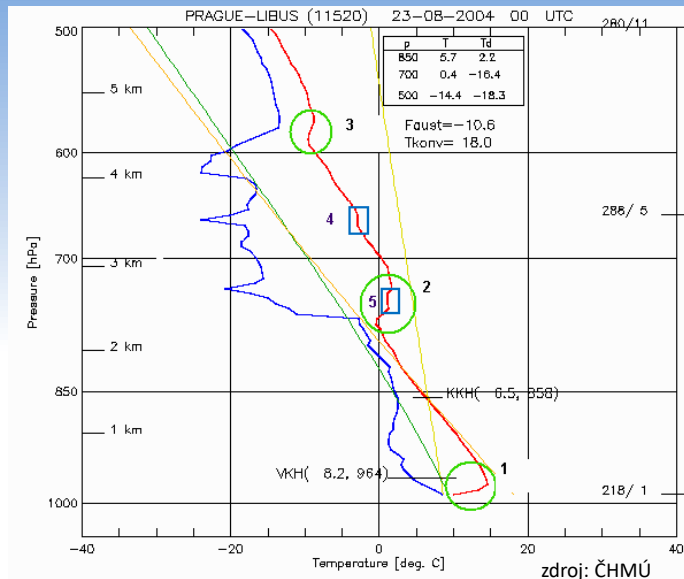 PRAGUE-LIBUS (11520) 23-08-2004 00 UTC
500
280/11
p T Td
850 5.7 2.2
700 0.4 -16.4
500 -14.4 -18.3
5 km
3
Faust=-10.6
Tkonv= 18.0
600
4 km
4
288/ 5
Pressure [hPa]
700
3 km
2
5
2 km
850
KKH( 6.5, 858)
1 km
1
VKH( 8.2, 964)
218/ 1
1000
-40 -20 0 20 40
Temperature [deg. C]
zdroj: ČHMÚ